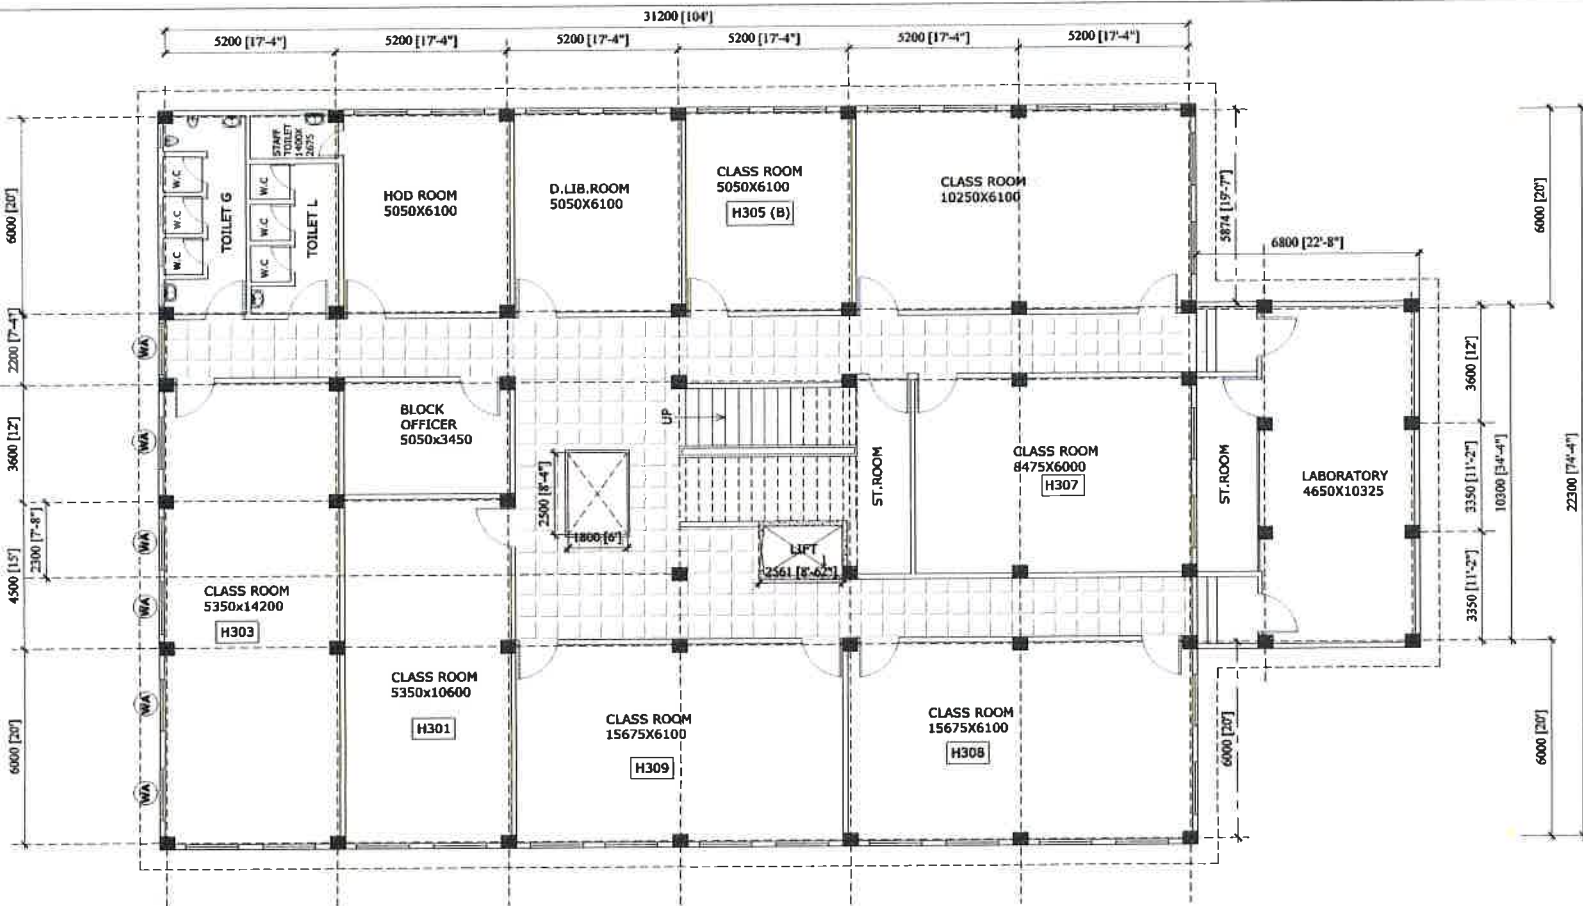 31200 [104']
5200 [17'-4"]
5200 [17'-4"]
5200 [17'-4"]
5200 [17'-4"]
5200 [17'-4"]
5200 [17'-4"]
6000 [20']
2200 [7'-4"]
3600 [12']
2300 [7'-8"]
4500 [15']
6000 [20']
WA
WA
WA
WA
WA
WA
W.C
W.C
W.C
TOILET G
STAFF
TOILET
1400X
2675
W.C
W.C
W.C
TOILET L
HOD ROOM
5050X6100
D.LIB.ROOM
5050X6100
CLASS ROOM
5050X6100
H305 (B)
CLASS ROOM
10250X6100
5874 [19'-7"]
6800 [22'-8"]
6000 [20']
BLOCK
OFFICER
5050x3450
UP
2500 [8'-4"]
1800 [6']
LIFT
2561 [8'-62"]
ST.ROOM
CLASS ROOM
8475X6000
H307
ST.ROOM
LABORATORY
4650X10325
3600 [12']
3350 [11'-2"]
3350 [11'-2"]
10300 [34'-4"]
22300 [74'-4"]
CLASS ROOM
5350x14200
H303
CLASS ROOM
5350x10600
H301
CLASS ROOM
15675X6100
H309
CLASS ROOM
15675X6100
H308
6000 [20']
6000 [20']